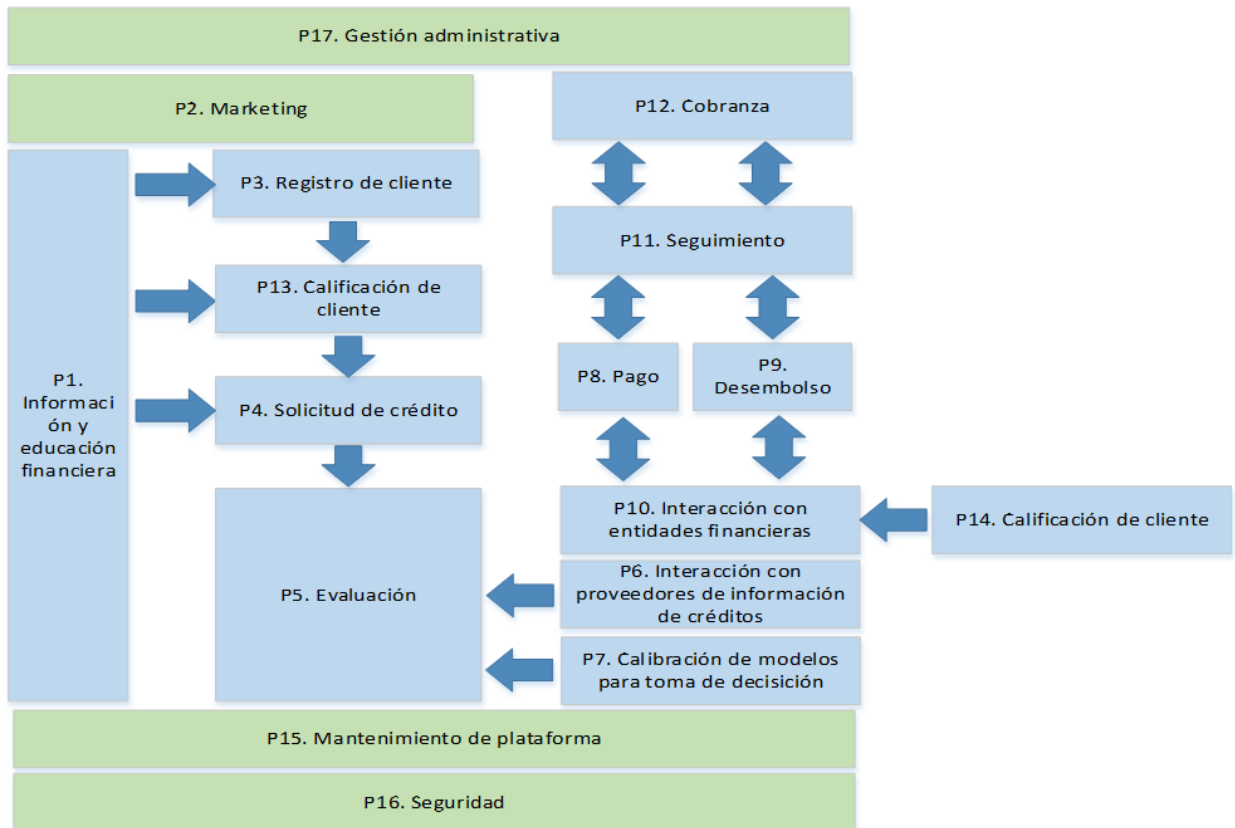 P17. Gestión administrativa
P2. Marketing
P12. Cobranza
P3. Registro de cliente
P11. Seguimiento
P13. Calificación de
cliente
P1.
Informaci
ón y
educación
financiera
P8. Pago
P9.
Desembolso
P4. Solicitud de crédito
P10. Interacción con
entidades financieras
P14. Calificación de cliente
P5. Evaluación
P6. Interacción con
proveedores de información
de créditos
P7. Calibración de modelos
para toma de decisición
P15. Mantenimiento de plataforma
P16. Seguridad